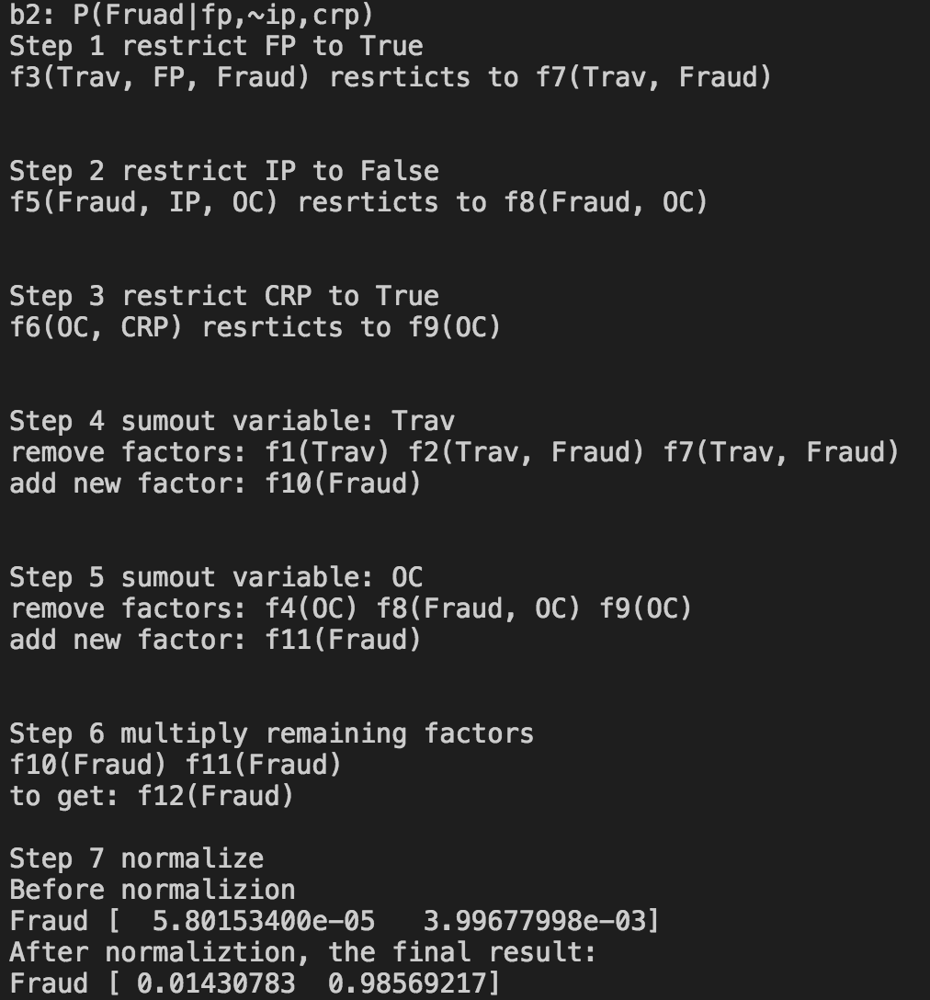 b2: P(Fruad|fp,~ip,crp)
Step 1 restrict FP to True
f3(Trav, FP, Fraud) resrticts to f7(Trav, Fraud)
Step 2 restrict IP to False
f5(Fraud, IP, OC) resrticts to f8(Fraud, OC)
Step 3 restrict CRP to True
f6(OC, CRP) resrticts to f9(OC)
Step 4 sumout variable: Trav
remove factors: f1(Trav) f2(Trav, Fraud) f7(Trav, Fraud)
add new factor: f10(Fraud)
Step 5 sumout variable: OC
remove factors: f4(OC) f8(Fraud, OC) f9(OC)
add new factor: f11(Fraud)
Step 6 multiply remaining factors
f10(Fraud) f11(Fraud)
to get: f12(Fraud)
Step 7 normalize
Before normalizion
Fraud [  5.80153400e-05   3.99677998e-03]
After normaliztion, the final result:
Fraud [ 0.01430783  0.98569217]